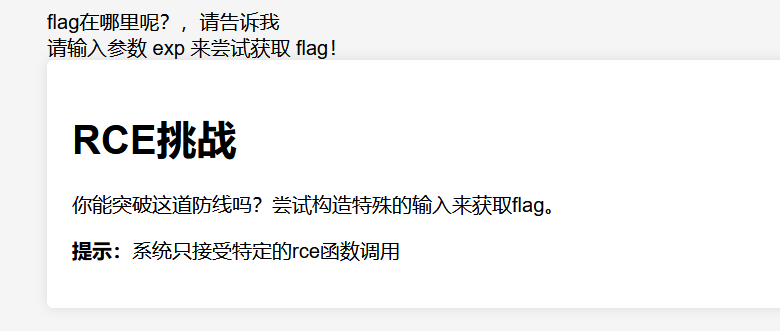 flag在哪里呢？，请告诉我
请输入参数 exp 来尝试获取 flag！
RCE挑战
你能突破这道防线吗？尝试构造特殊的输入来获取flag。
提示：系统只接受特定的rce函数调用